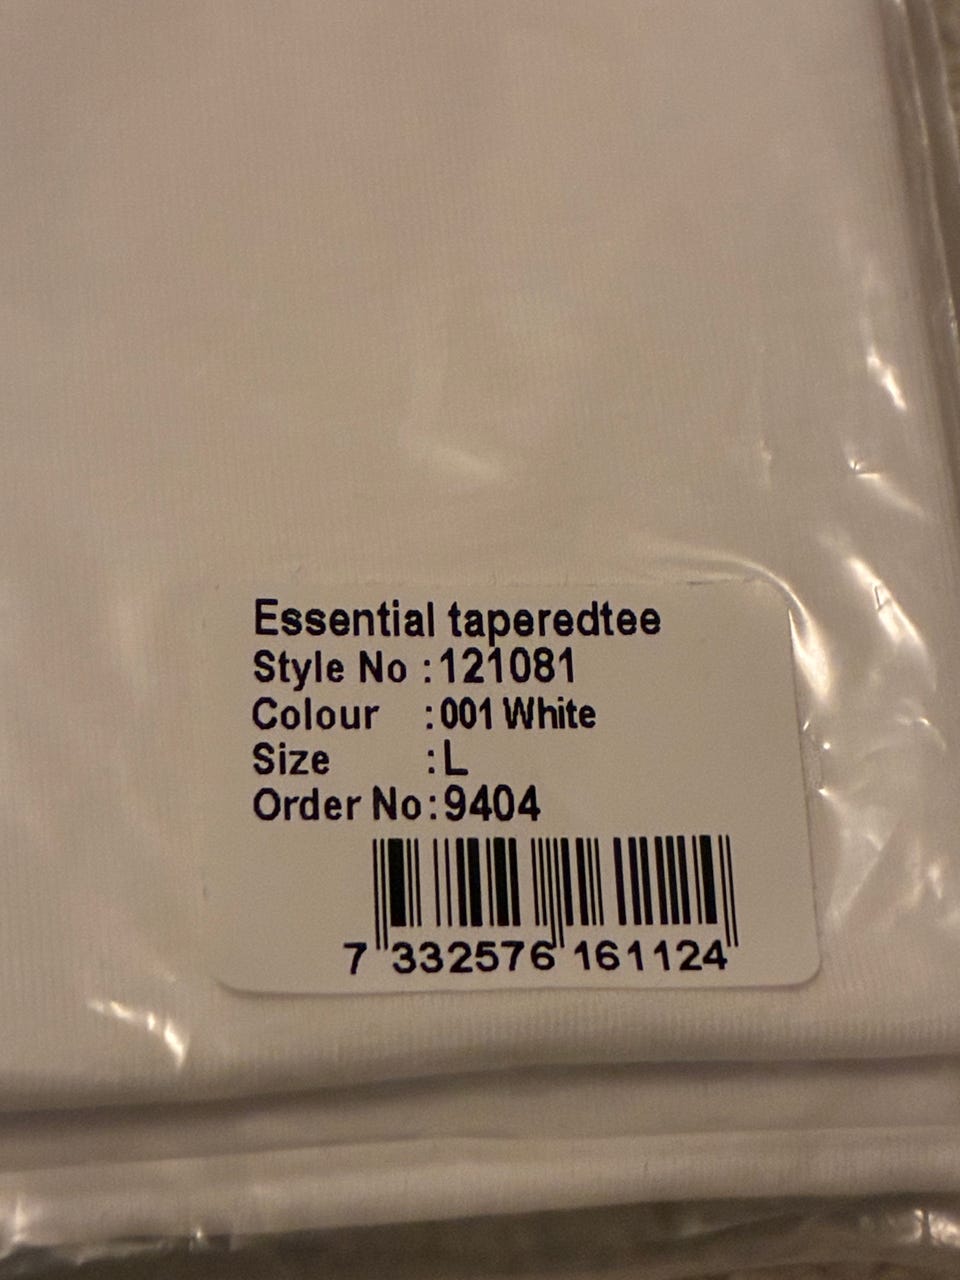 Essential taperedtee
Style No :121081
Colour :001 White
Size :L
Order No:9404
7 332576 161124